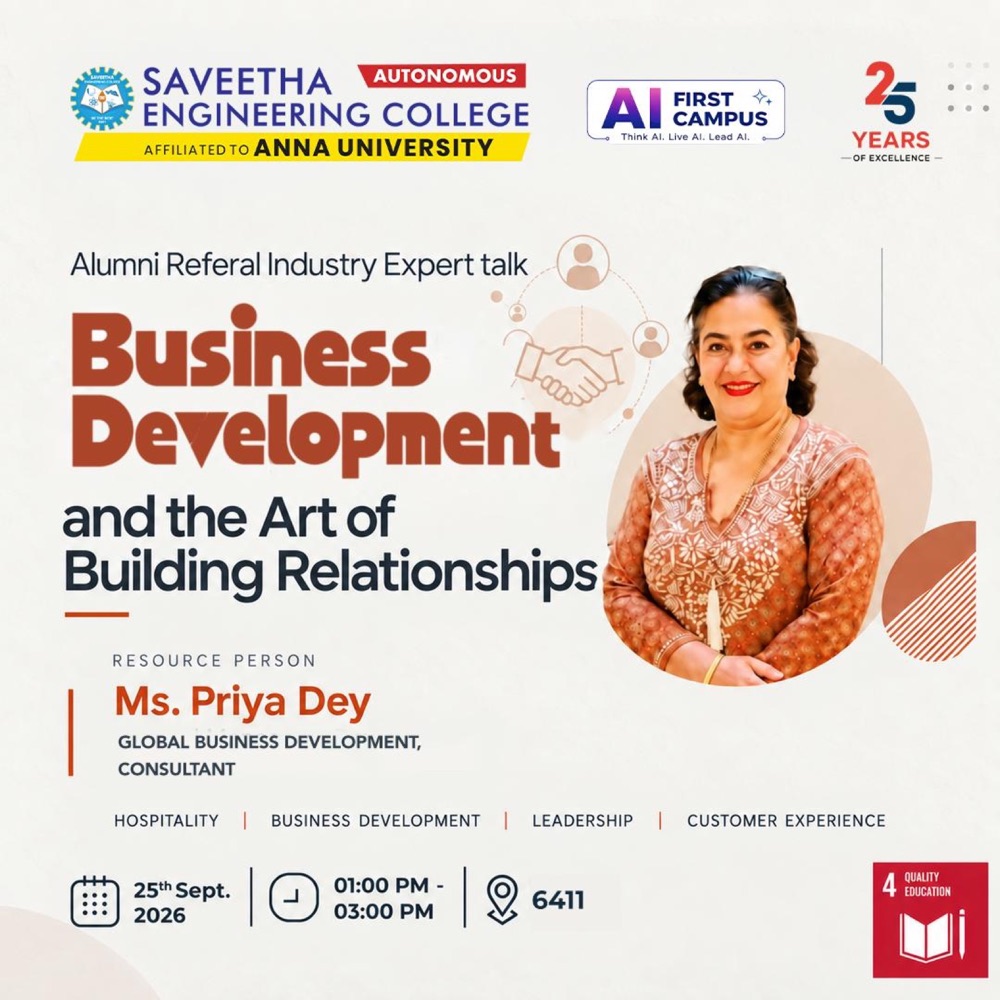 SAVEETHA
AUTONOMOUS
ENGINEERING COLLEGE
AFFILIATED TO ANNA UNIVERSITY
AI FIRST CAMPUS
Think AI. Live AI. Lead AI.
25
YEARS
OF EXCELLENCE
Alumni Referal Industry Expert talk
Business
Development
and the Art of
Building Relationships
RESOURCE PERSON
Ms. Priya Dey
GLOBAL BUSINESS DEVELOPMENT,
CONSULTANT
HOSPITALITY | BUSINESS DEVELOPMENT | LEADERSHIP | CUSTOMER EXPERIENCE
25th Sept.
2026
01:00 PM -
03:00 PM
6411
4 QUALITY
EDUCATION